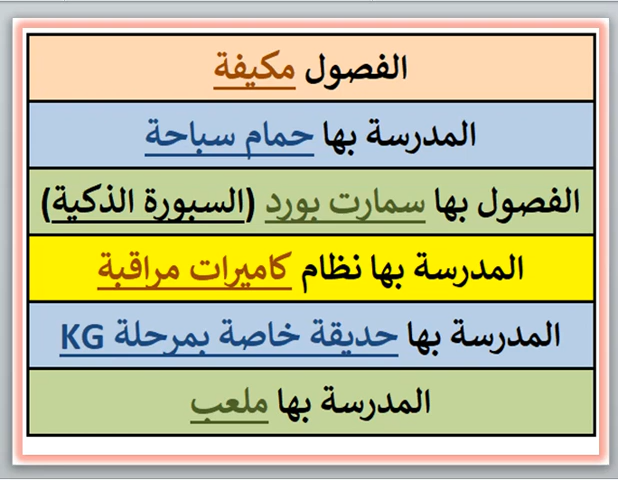 الفصول مكيفة
المدرسة بها حمام سباحة
الفصول بها سمارت بورد (السبورة الذكية)
المدرسة بها نظام كاميرات مراقبة
المدرسة بها حديقة خاصة بمرحلة KG
المدرسة بها ملعب